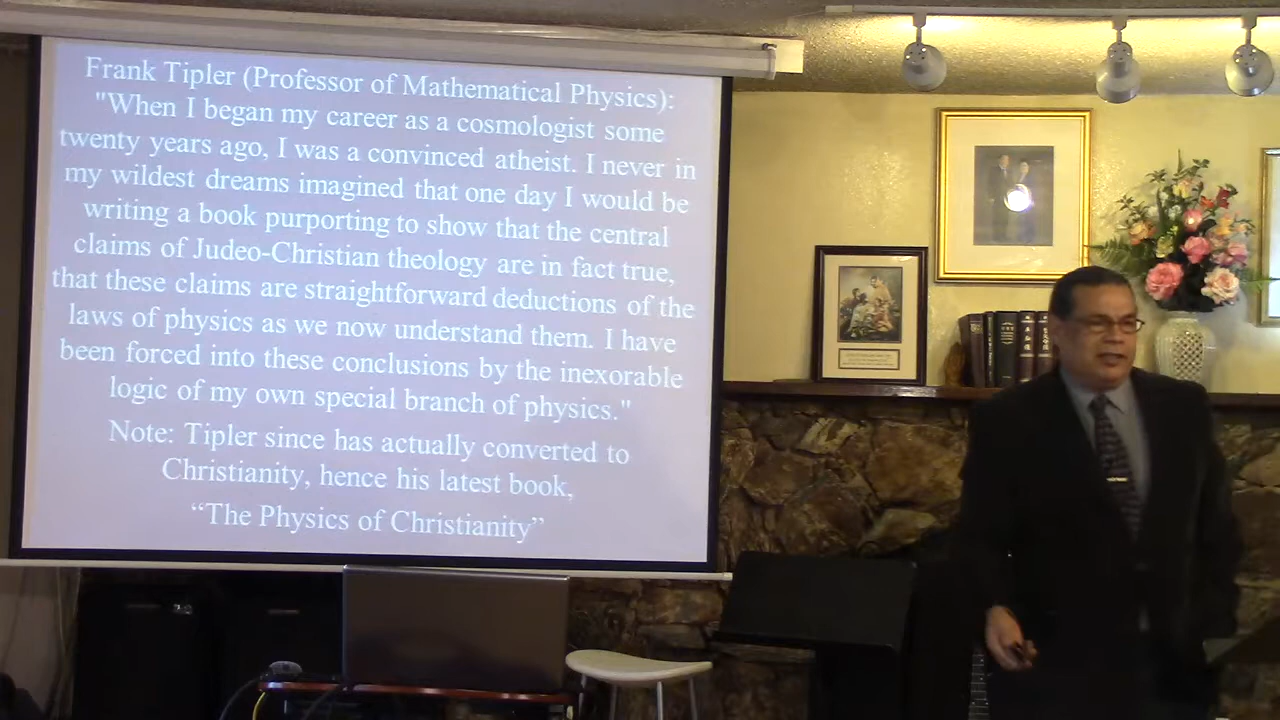 Frank Tipler (Professor of Mathematical Physics):
"When I began my career as a cosmologist some
twenty years ago, I was a convinced atheist. I never in
my wildest dreams imagined that one day I would be
writing a book purporting to show that the central
claims of Judeo-Christian theology are in fact true,
that these claims are straightforward deductions of the
laws of physics as we now understand them. I have
been forced into these conclusions by the inexorable
logic of my own special branch of physics."
Note: Tipler since has actually converted to
Christianity, hence his latest book,
“The Physics of Christianity”